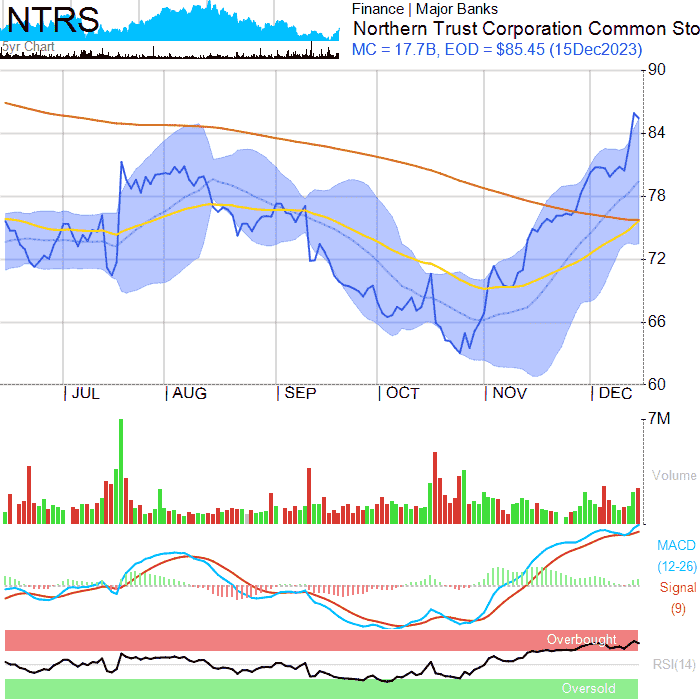 NTRS
5yr Chart
Finance | Major Banks
Northern Trust Corporation Common Sto
MC = 17.7B, EOD = $85.45 (15Dec2023)
90
84
78
72
66
60
JUL AUG SEP OCT NOV DEC
7M
Volume
MACD
(12-26)
Signal
(9)
Overbought
RSI(14)
Oversold